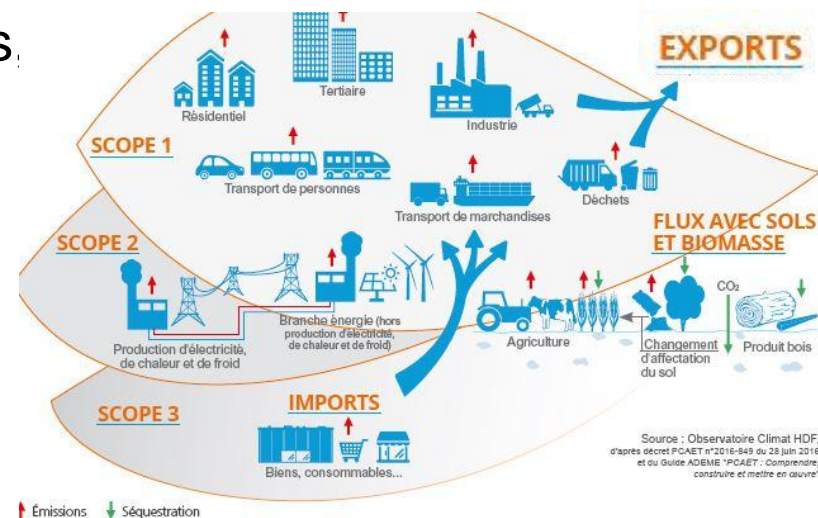 s,
EXPORTS
Résidentiel
Tertiaire
Industrie
SCOPE 1
Transport de personnes
Transport de marchandises
Déchets
FLUX AVEC SOLS
ET BIOMASSE
SCOPE 2
CO₂
Production d'électricité,
de chaleur et de froid
Branche énergie (hors
production d'électricité,
de chaleur et de froid)
Agriculture
Changement
d'affectation
du sol
Produit bois
SCOPE 3
IMPORTS
Biens, consommables...
Source : Observatoire Climat HDF,
d'après décret PCAET n°2016-849 du 28 juin 2016
et du Guide ADEME "PCAET : Comprendre,
construire et mettre en œuvre"
Émissions
Séquestration